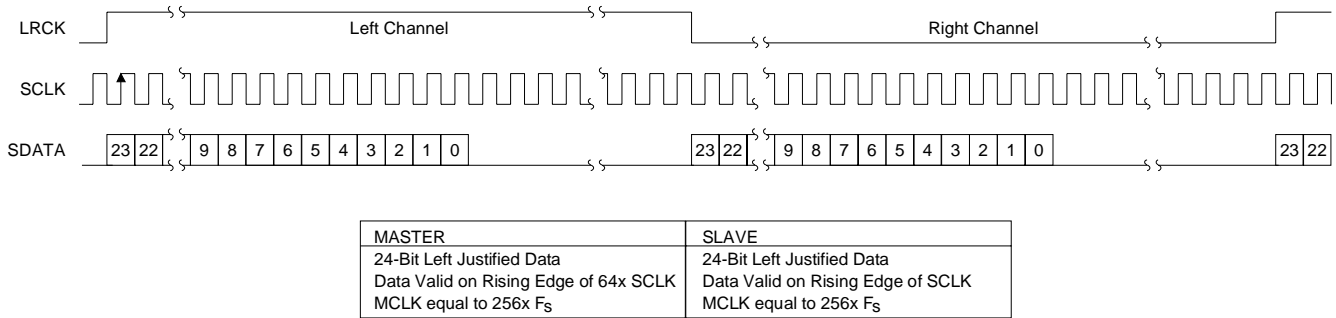 LRCK Left Channel Right Channel
SCLK
SDATA 23 22 9 8 7 6 5 4 3 2 1 0 23 22 9 8 7 6 5 4 3 2 1 0 23 22
MASTER SLAVE
24-Bit Left Justified Data 24-Bit Left Justified Data
Data Valid on Rising Edge of 64x SCLK Data Valid on Rising Edge of SCLK
MCLK equal to 256x FS MCLK equal to 256x FS